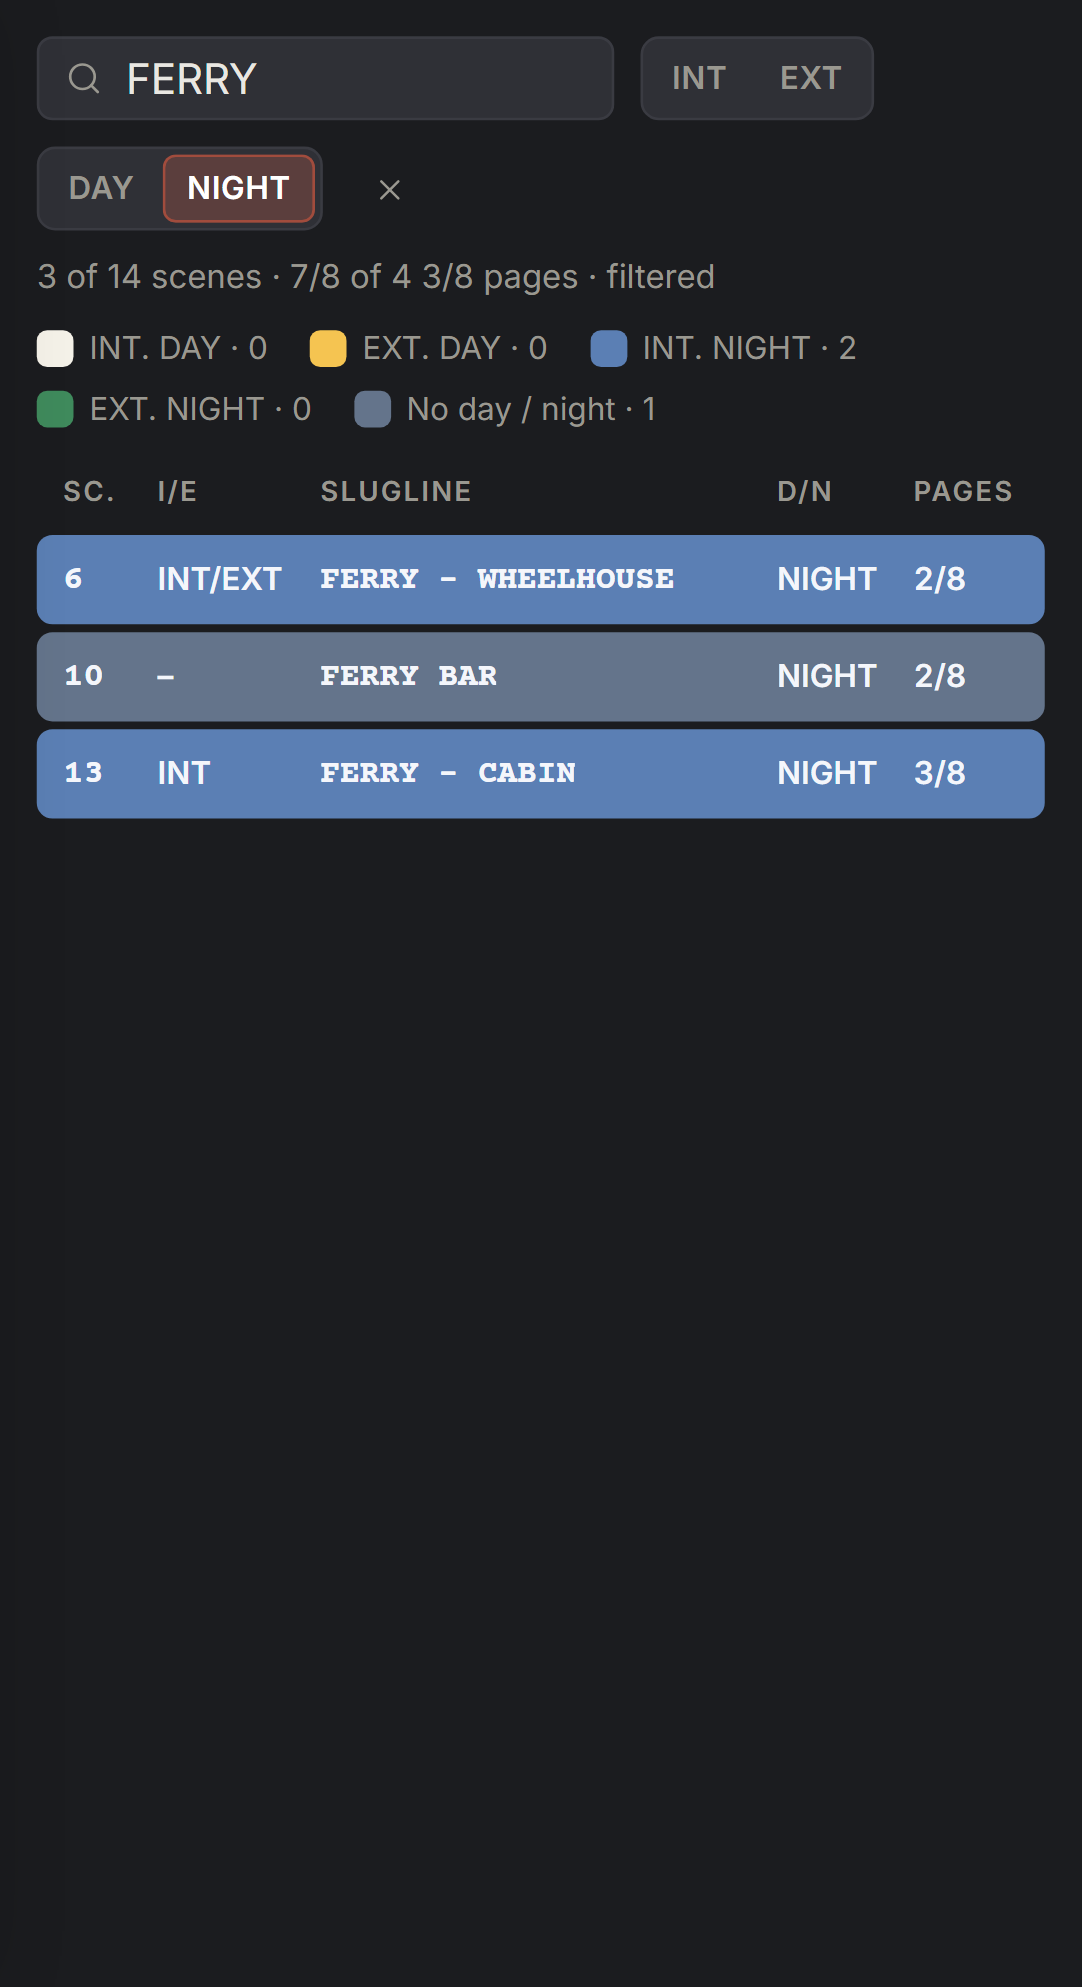 FERRY INT EXT
DAY NIGHT ×
3 of 14 scenes · 7/8 of 4 3/8 pages · filtered
INT. DAY · 0 EXT. DAY · 0 INT. NIGHT · 2
EXT. NIGHT · 0 No day / night · 1
SC. I/E SLUGLINE D/N PAGES
6 INT/EXT FERRY – WHEELHOUSE NIGHT 2/8
10 – FERRY BAR NIGHT 2/8
13 INT FERRY – CABIN NIGHT 3/8